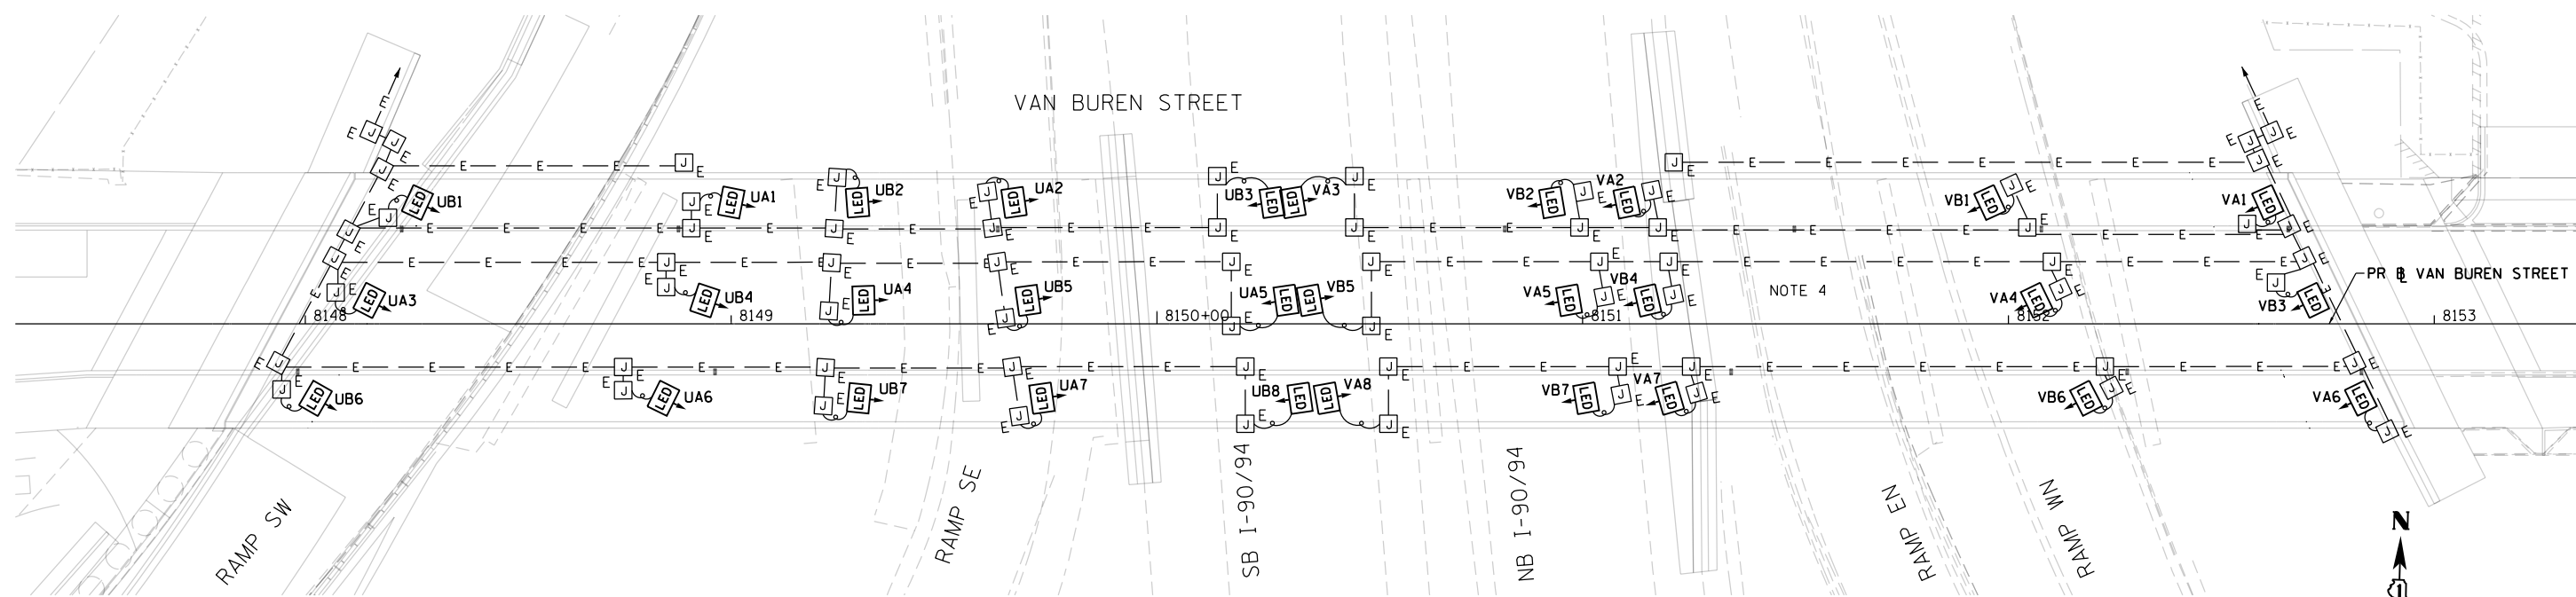 VAN BUREN STREET
UB1
UA1
UB2
UA2
UB3
VA3
VB2
VA2
VB1
VA1
UA3
UB4
UA4
UB5
UA5
VB5
VA5
VB4
NOTE 4
VA4
VB3
PR BL VAN BUREN STREET
8148
8149
8150+00
8151
8152
8153
UB6
UA6
UB7
UA7
UB8
VA8
VB7
VA7
VB6
VA6
RAMP SW
RAMP SE
SB I-90/94
NB I-90/94
RAMP EN
RAMP WN
N